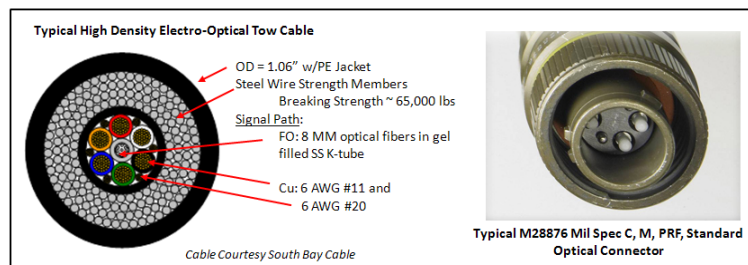 Typical High Density Electro-Optical Tow Cable
OD = 1.06” w/PE Jacket
Steel Wire Strength Members
Breaking Strength ~ 65,000 lbs
Signal Path:
FO: 8 MM optical fibers in gel
filled SS K-tube
Cu: 6 AWG #11 and
6 AWG #20
Cable Courtesy South Bay Cable
Typical M28876 Mil Spec C, M, PRF, Standard
Optical Connector